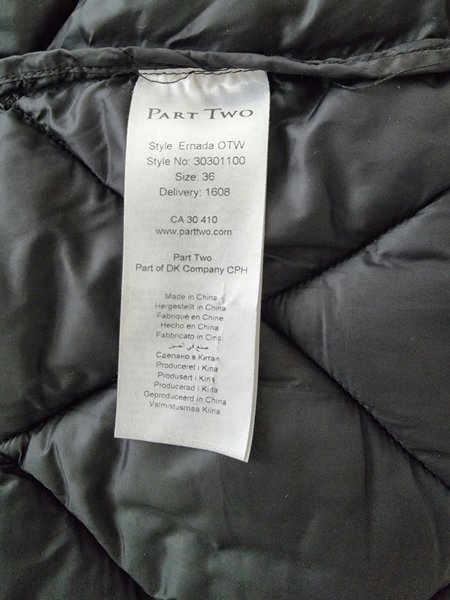 PART TWO
Style: Ernada OTW
Style No: 30301100
Size: 36
Delivery: 1608
CA 30 410
www.parttwo.com
Part Two
Part of DK Company CPH
Made in China
Hergestellt in China
Fabriqué en Chine
Hecho en China
Fabbricato in Cina
صنع في الصين
Сделано в Китае
Produceret i Kina
Produsert i Kina
Producerad i Kina
Geproduceerd in China
Valmistusmaa Kiina